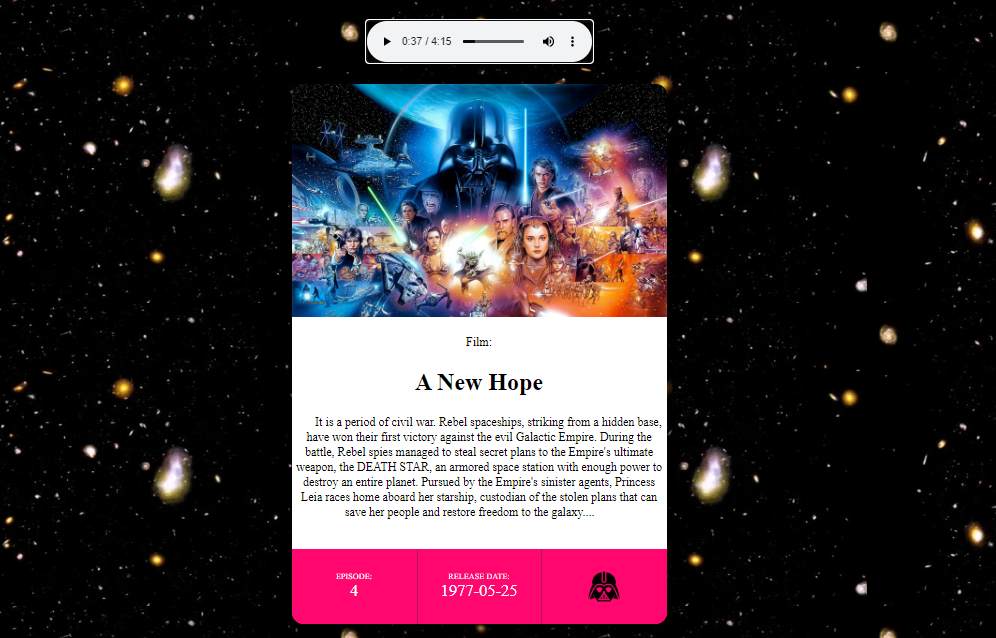 0:37 / 4:15
Film:
A New Hope
It is a period of civil war. Rebel spaceships, striking from a hidden base,
have won their first victory against the evil Galactic Empire. During the
battle, Rebel spies managed to steal secret plans to the Empire's ultimate
weapon, the DEATH STAR, an armored space station with enough power to
destroy an entire planet. Pursued by the Empire's sinister agents, Princess
Leia races home aboard her starship, custodian of the stolen plans that can
save her people and restore freedom to the galaxy....
EPISODE:
4
RELEASE DATE:
1977-05-25